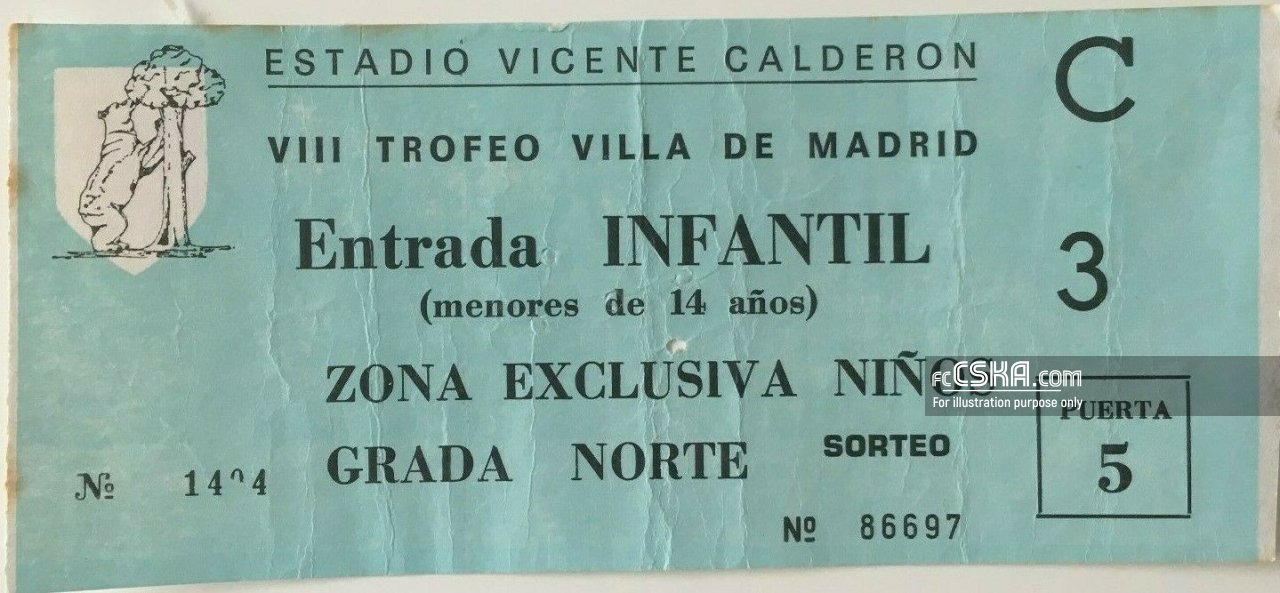 ESTADIO VICENTE CALDERON
C
VIII TROFEO VILLA DE MADRID
Entrada INFANTIL
3
(menores de 14 años)
ZONA EXCLUSIVA NIÑOS
fcCSKA.com
For illustration purpose only
PUERTA
5
GRADA NORTE
SORTEO
Nº
Nº 86697